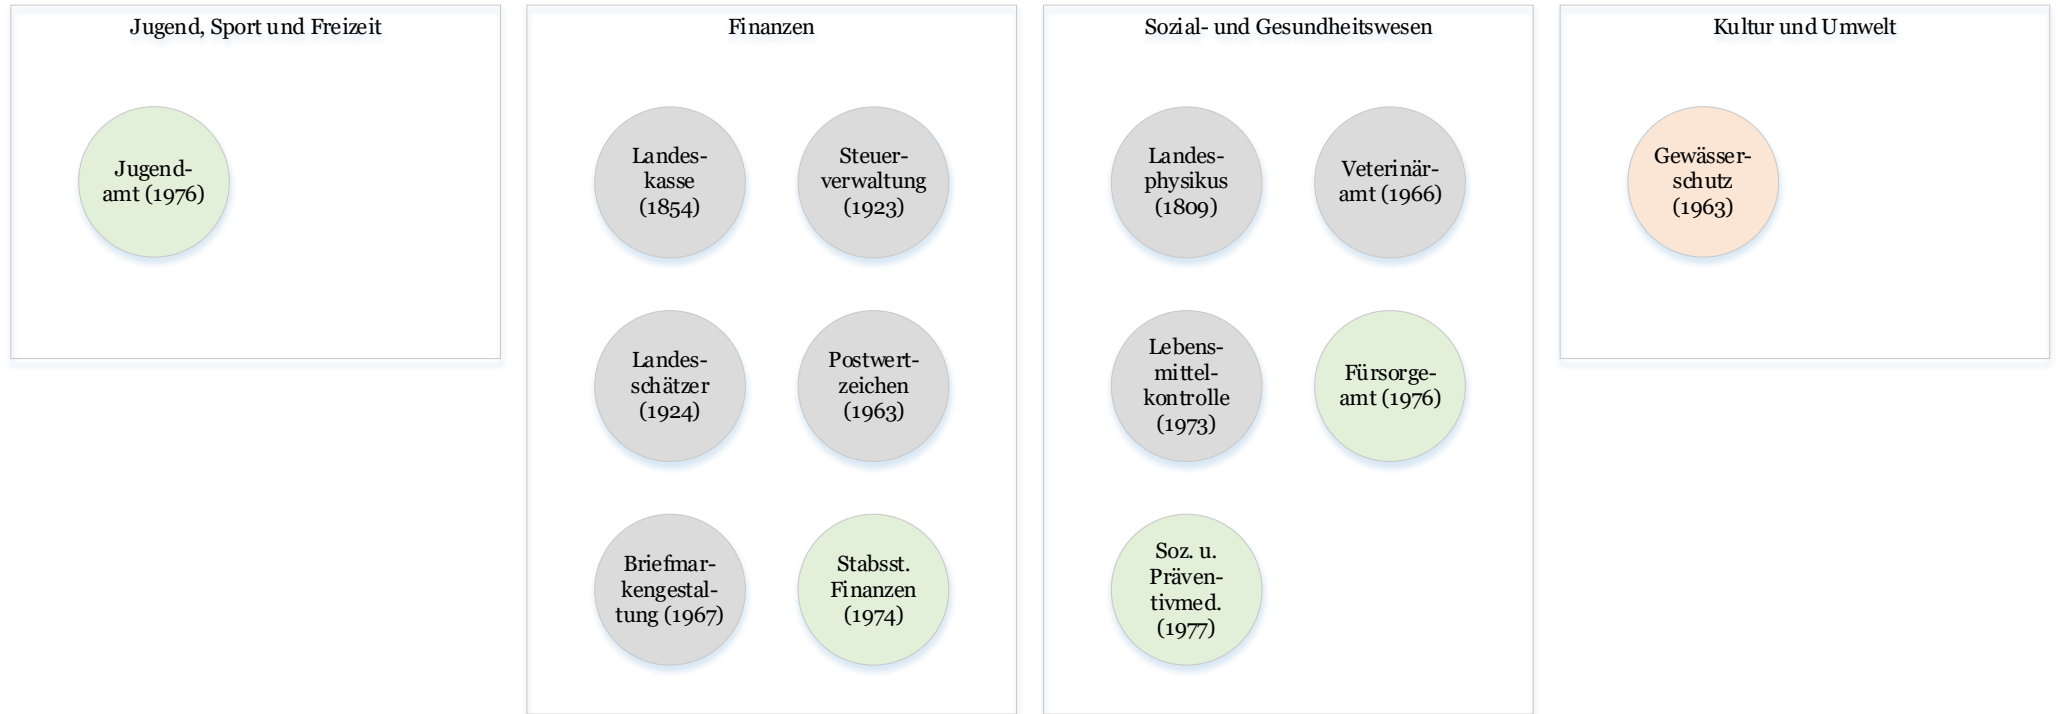 Jugend, Sport und Freizeit
Jugend-
amt (1976)
Finanzen
Landes-
kasse
(1854)
Steuer-
verwaltung
(1923)
Landes-
schätzer
(1924)
Postwert-
zeichen
(1963)
Briefmar-
kengestal-
tung (1967)
Stabsst.
Finanzen
(1974)
Sozial- und Gesundheitswesen
Landes-
physikus
(1809)
Veterinär-
amt (1966)
Lebens-
mittel-
kontrolle
(1973)
Fürsorge-
amt (1976)
Soz. u.
Präven-
tivmed.
(1977)
Kultur und Umwelt
Gewässer-
schutz
(1963)